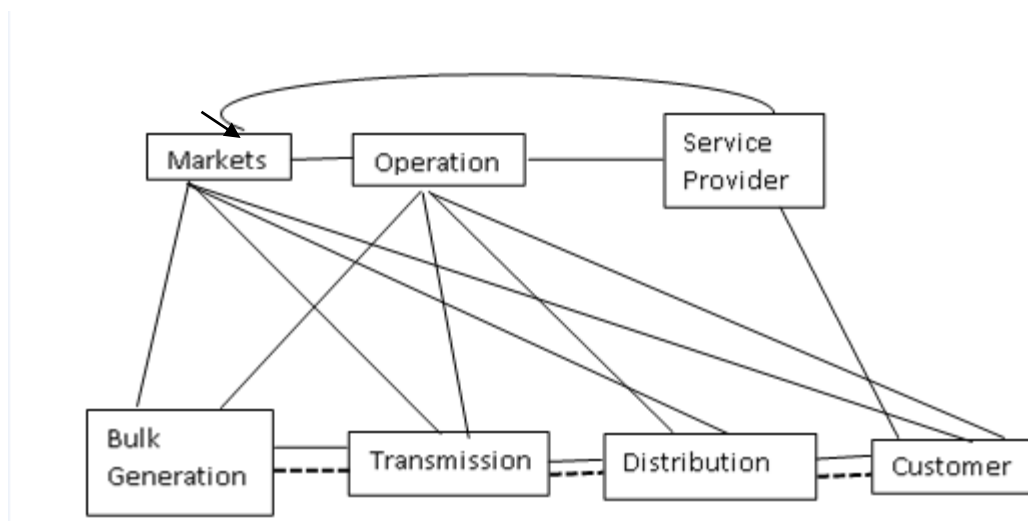 Markets
Operation
Service
Provider
Bulk
Generation
Transmission
Distribution
Customer